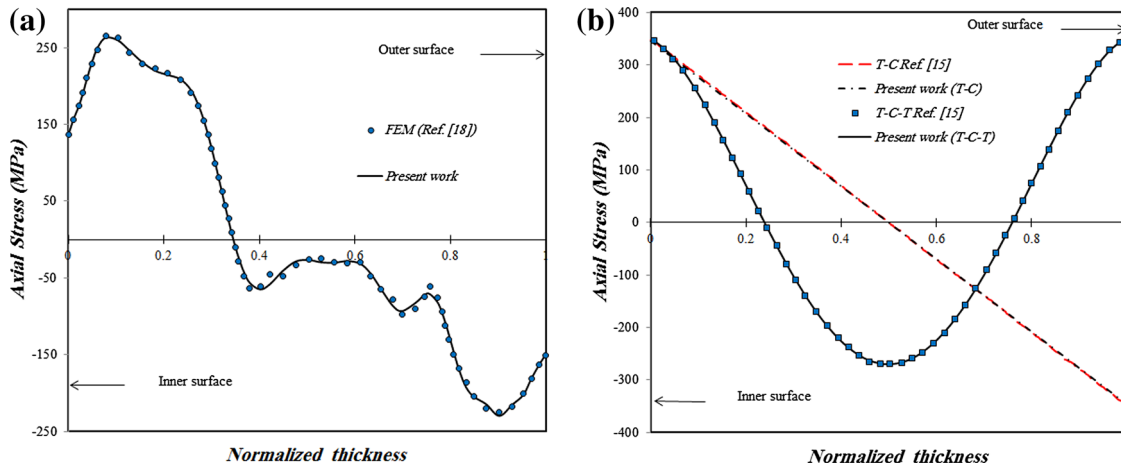 (a)
Axial Stress (MPa)
250
150
50
-50
-150
-250
0
0.2
0.4
0.6
0.8
1
Outer surface
FEM (Ref. [18])
Present work
Inner surface
Normalized thickness
(b)
Axial Stress (MPa)
400
300
200
100
0
-100
-200
-300
-400
0
0.2
0.4
0.6
0.8
Outer surface
T-C Ref. [15]
Present work (T-C)
T-C-T Ref. [15]
Present work (T-C-T)
Inner surface
Normalized thickness